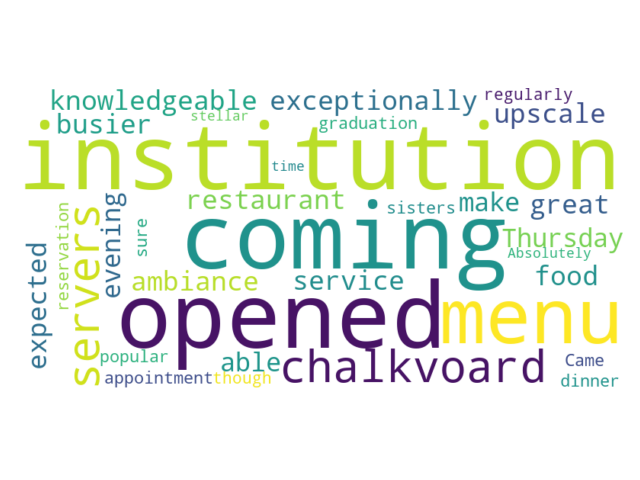 knowledgeable exceptionally regularly
busier stellar graduation upscale
institution
time
restaurant sisters make great
reservation servers evening sure coming Thursday
Absolutely
expected ambiance service food
opened menu
popular able chalkvoard Came
appointment though dinner